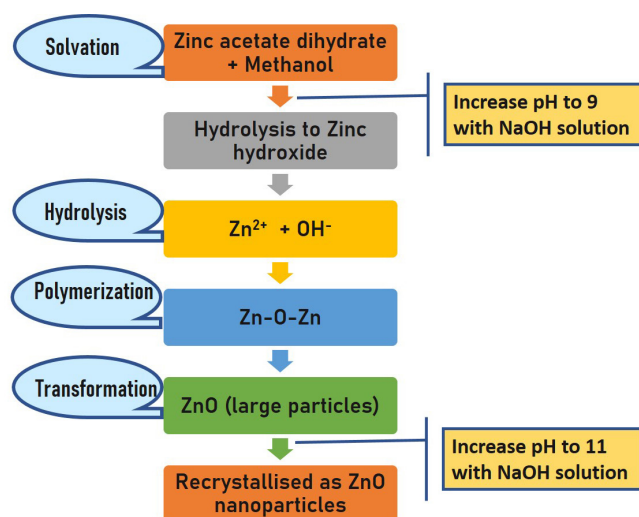 Solvation
Zinc acetate dihydrate
+ Methanol
Increase pH to 9
with NaOH solution
Hydrolysis to Zinc
hydroxide
Hydrolysis
Zn²⁺ + OH⁻
Polymerization
Zn-O-Zn
Transformation
ZnO (large particles)
Increase pH to 11
with NaOH solution
Recrystallised as ZnO
nanoparticles